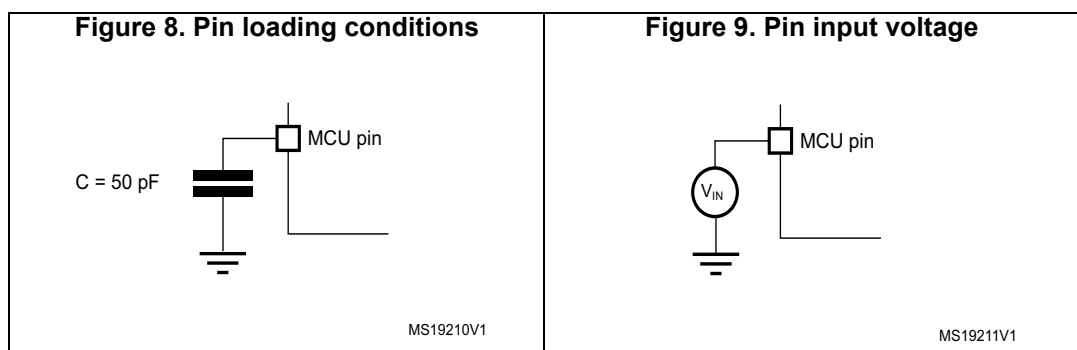 Figure 8. Pin loading conditions
MCU pin
C = 50 pF
MS19210V1
Figure 9. Pin input voltage
MCU pin
VIN
MS19211V1